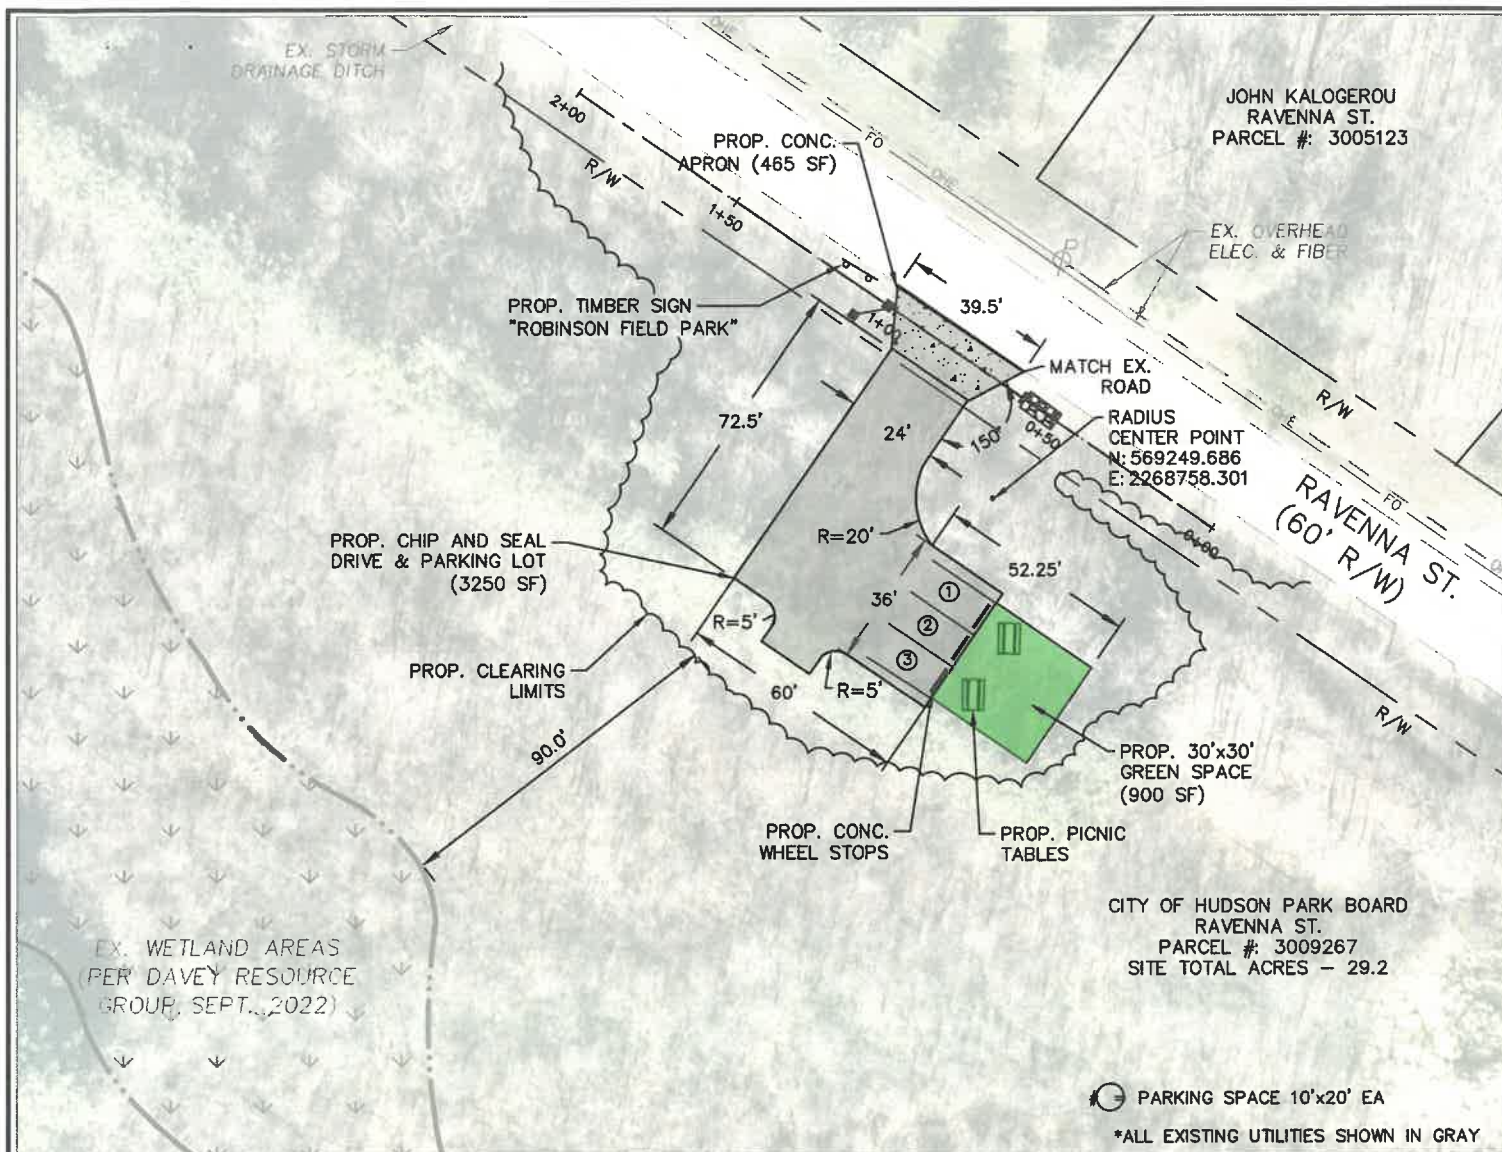 EX. STORM
DRAINAGE DITCH
OHE
2+00
R/W
PROP. CONC.
APRON (465 SF)
FO
OHE
JOHN KALOGEROU
RAVENNA ST.
PARCEL #: 3005123
1+50
EX. OVERHEAD
ELEC. & FIBER
P
PROP. TIMBER SIGN
"ROBINSON FIELD PARK"
1+00
39.5'
MATCH EX.
ROAD
72.5'
24'
150'
0+50
RADIUS
CENTER POINT
N: 569249.686
E: 2268758.301
R/W
OHE
FO
RAVENNA ST.
(60' R/W)
0+00
PROP. CHIP AND SEAL
DRIVE & PARKING LOT
(3250 SF)
R=20'
52.25'
36'
1
2
3
R=5'
R=5'
60'
PROP. CLEARING
LIMITS
90.0'
R/W
PROP. 30'x30'
GREEN SPACE
(900 SF)
PROP. CONC.
WHEEL STOPS
PROP. PICNIC
TABLES
EX. WETLAND AREAS
(PER DAVEY RESOURCE
GROUP, SEPT. 2022)
CITY OF HUDSON PARK BOARD
RAVENNA ST.
PARCEL #: 3009267
SITE TOTAL ACRES - 29.2
# PARKING SPACE 10'x20' EA
*ALL EXISTING UTILITIES SHOWN IN GRAY